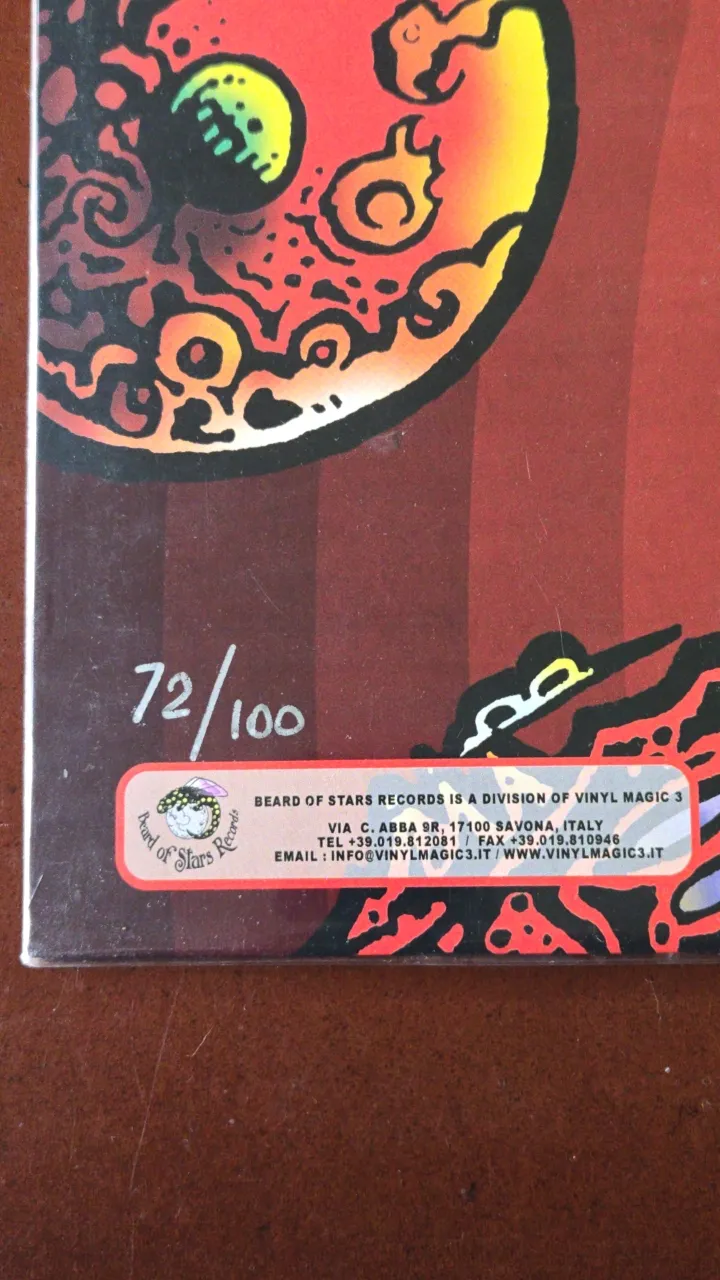 72/100
BEARD OF STARS RECORDS IS A DIVISION OF VINYL MAGIC 3
Beard of Stars Records
VIA C. ABBA 9R, 17100 SAVONA, ITALY
TEL +39.019.812081 / FAX +39.019.810946
EMAIL : INFO@VINYLMAGIC3.IT / WWW.VINYLMAGIC3.IT